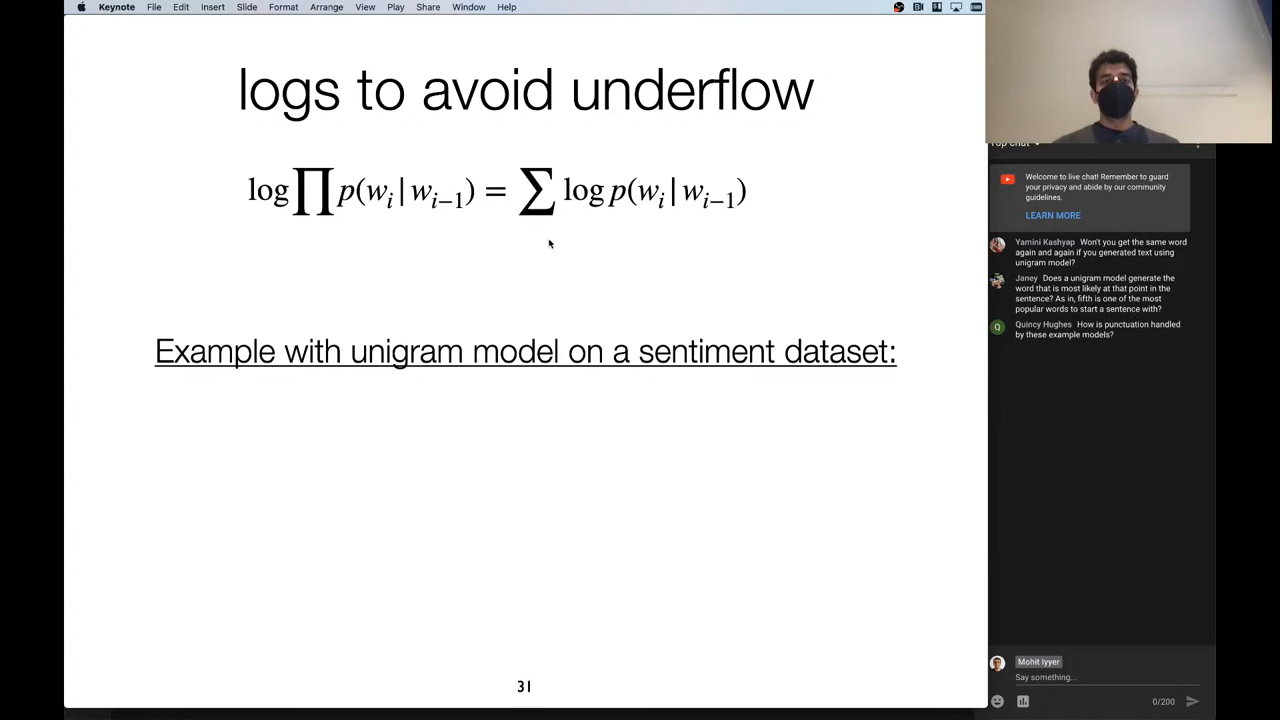 Keynote File Edit Insert Slide Format Arrange View Play Share Window Help
logs to avoid underflow
log∏p(wᵢ|wᵢ₋₁) = ∑ log p(wᵢ|wᵢ₋₁)
Example with unigram model on a sentiment dataset:
31
Welcome to live chat! Remember to guard
your privacy and abide by our community
guidelines.
LEARN MORE
Yamini Kashyap Won't you get the same word
again and again if you generated text using
unigram model?
Janey Does a unigram model generate the
word that is most likely at that point in the
sentence? As in, fifth is one of the most
popular words to start a sentence with?
Q
Quincy Hughes How is punctuation handled
by these example models?
Mohit Iyyer
Say something...
0/200